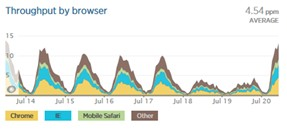 Throughput by browser
4.54 ppm
AVERAGE
15
10
5
Jul 14 Jul 15 Jul 16 Jul 17 Jul 18 Jul 19 Jul 20
Chrome IE Mobile Safari Other